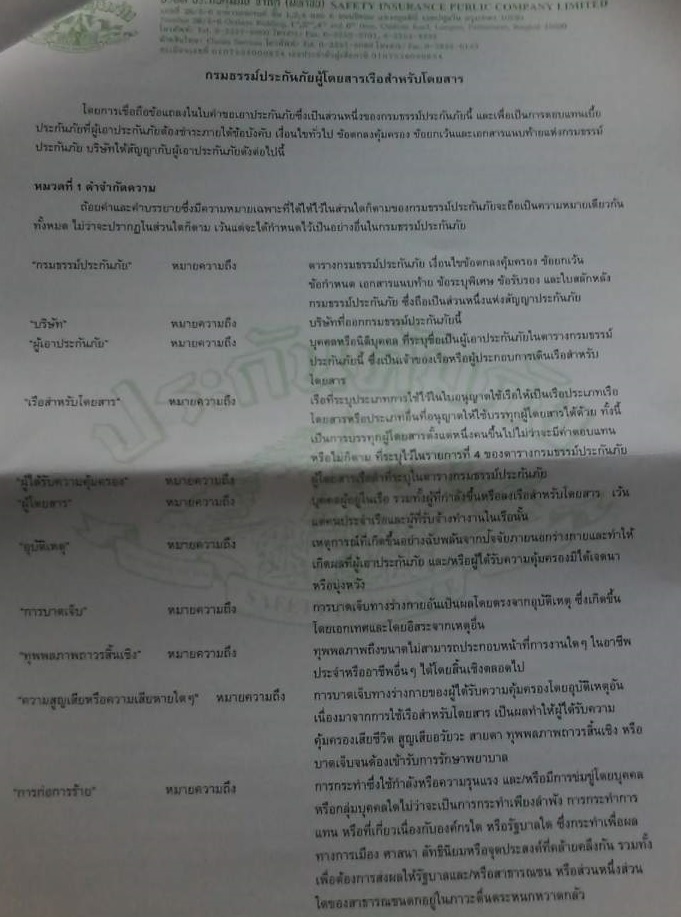 SAFETY INSURANCE PUBLIC COMPANY LIMITED
กรมธรรม์ประกันภัยผู้โดยสารเรือสำหรับโดยสาร
โดยการเชื่อถือข้อแถลงในใบคำขอเอาประกันภัยซึ่งเป็นส่วนหนึ่งของกรมธรรม์ประกันภัยนี้ และเพื่อเป็นการตอบแทนเบี้ย
ประกันภัยที่ผู้เอาประกันภัยต้องชำระภายใต้ข้อบังคับ เงื่อนไขทั่วไป ข้อตกลงคุ้มครอง ข้อยกเว้นและเอกสารแนบท้ายแห่งกรมธรรม์
ประกันภัย บริษัทให้สัญญากับผู้เอาประกันภัยดังต่อไปนี้
หมวดที่ 1 คำจำกัดความ
ถ้อยคำและคำบรรยายซึ่งมีความหมายเฉพาะที่ได้ให้ไว้ในส่วนใดก็ตามของกรมธรรม์ประกันภัยจะถือเป็นความหมายเดียวกัน
ทั้งหมด ไม่ว่าจะปรากฏในส่วนใดก็ตาม เว้นแต่จะได้กำหนดไว้เป็นอย่างอื่นในกรมธรรม์ประกันภัย
"กรมธรรม์ประกันภัย" หมายความถึง ตารางกรมธรรม์ประกันภัย เงื่อนไขข้อตกลงคุ้มครอง ข้อยกเว้น
ข้อกำหนด เอกสารแนบท้าย ข้อระบุพิเศษ ข้อรับรอง และใบสลักหลัง
กรมธรรม์ประกันภัย ซึ่งถือเป็นส่วนหนึ่งแห่งสัญญาประกันภัย
"บริษัท" หมายความถึง บริษัทที่ออกกรมธรรม์ประกันภัยนี้
"ผู้เอาประกันภัย" หมายความถึง บุคคลหรือนิติบุคคล ที่ระบุชื่อเป็นผู้เอาประกันภัยในตารางกรมธรรม์
ประกันภัยนี้ ซึ่งเป็นเจ้าของเรือหรือผู้ประกอบการเดินเรือสำหรับ
โดยสาร
"เรือสำหรับโดยสาร" หมายความถึง เรือที่ระบุประเภทการใช้ไว้ในใบอนุญาตใช้เรือให้เป็นเรือประเภทเรือ
โดยสารหรือประเภทอื่นที่อนุญาตให้ใช้บรรทุกผู้โดยสารได้ด้วย ทั้งนี้
เป็นการบรรทุกผู้โดยสารตั้งแต่หนึ่งคนขึ้นไปไม่ว่าจะมีค่าตอบแทน
หรือไม่ก็ตาม ที่ระบุไว้ในรายการที่ 4 ของตารางกรมธรรม์ประกันภัย
"ผู้ได้รับความคุ้มครอง" หมายความถึง ผู้โดยสารเรือลำที่ระบุในตารางกรมธรรม์ประกันภัย
"ผู้โดยสาร" หมายความถึง บุคคลผู้อยู่ในเรือ รวมทั้งผู้ที่กำลังขึ้นหรือลงเรือสำหรับโดยสาร เว้น
แต่คนประจำเรือและผู้ที่รับจ้างทำงานในเรือนั้น
"อุบัติเหตุ" หมายความถึง เหตุการณ์ที่เกิดขึ้นอย่างฉับพลันจากปัจจัยภายนอกร่างกายและทำให้
เกิดผลที่ผู้เอาประกันภัย และ/หรือผู้ได้รับความคุ้มครองมิได้เจตนา
หรือมุ่งหวัง
"การบาดเจ็บ" หมายความถึง การบาดเจ็บทางร่างกายอันเป็นผลโดยตรงจากอุบัติเหตุ ซึ่งเกิดขึ้น
โดยเอกเทศและโดยอิสระจากเหตุอื่น
"ทุพพลภาพถาวรสิ้นเชิง" หมายความถึง ทุพพลภาพถึงขนาดไม่สามารถประกอบหน้าที่การงานใดๆ ในอาชีพ
ประจำหรืออาชีพอื่นๆ ได้โดยสิ้นเชิงตลอดไป
"ความสูญเสียหรือความเสียหายใดๆ" หมายความถึง การบาดเจ็บทางร่างกายของผู้ได้รับความคุ้มครองโดยอุบัติเหตุอัน
เนื่องมาจากการใช้เรือสำหรับโดยสาร เป็นผลทำให้ผู้ได้รับความ
คุ้มครองเสียชีวิต สูญเสียอวัยวะ สายตา ทุพพลภาพถาวรสิ้นเชิง หรือ
บาดเจ็บจนต้องเข้ารับการรักษาพยาบาล
"การก่อการร้าย" หมายความถึง การกระทำซึ่งใช้กำลังหรือความรุนแรง และ/หรือมีการข่มขู่โดยบุคคล
หรือกลุ่มบุคคลใดไม่ว่าจะเป็นการกระทำเพียงลำพัง การกระทำการ
แทน หรือที่เกี่ยวเนื่องกับองค์กรใด หรือรัฐบาลใด ซึ่งกระทำเพื่อผล
ทางการเมือง ศาสนา ลัทธินิยมหรือจุดประสงค์ที่คล้ายคลึงกัน รวมทั้ง
เพื่อต้องการส่งผลให้รัฐบาลและ/หรือสาธารณชน หรือส่วนหนึ่งส่วน
ใดของสาธารณชนตกอยู่ในภาวะตื่นตระหนกหวาดกลัว